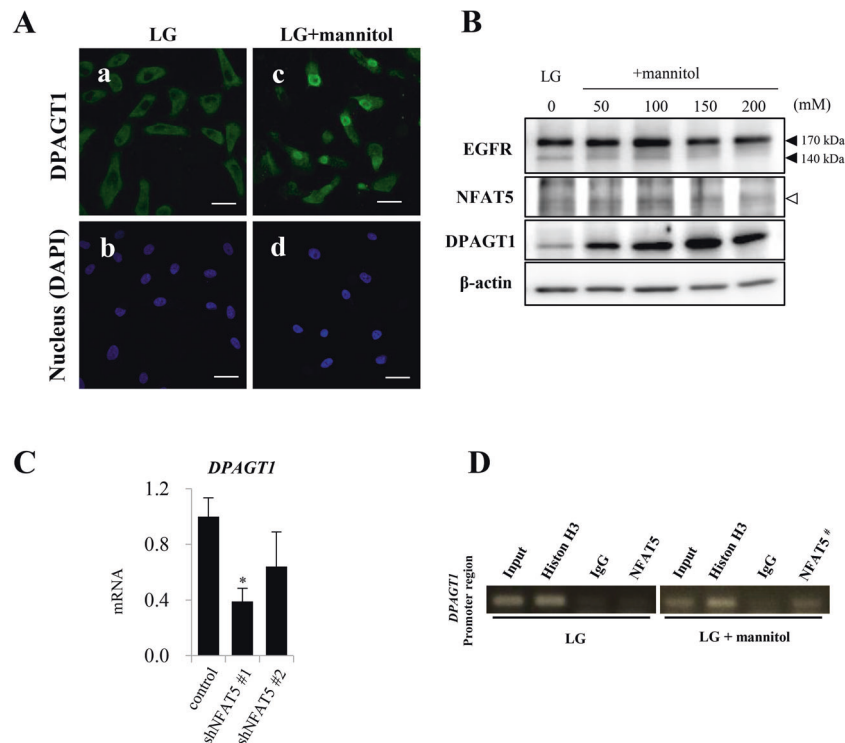 A
LG
LG+mannitol
DPAGT1
a
c
Nucleus (DAPI)
b
d
B
LG
+mannitol
0
50
100
150
200
(mM)
EGFR
170 kDa
140 kDa
NFAT5
DPAGT1
β-actin
C
DPAGT1
mRNA
1.2
0.8
0.4
0.0
*
control
shNFAT5 #1
shNFAT5 #2
D
DPAGT1
Promoter region
Input
Histon H3
IgG
NFAT5
Input
Histon H3
IgG
NFAT5 #
LG
LG + mannitol